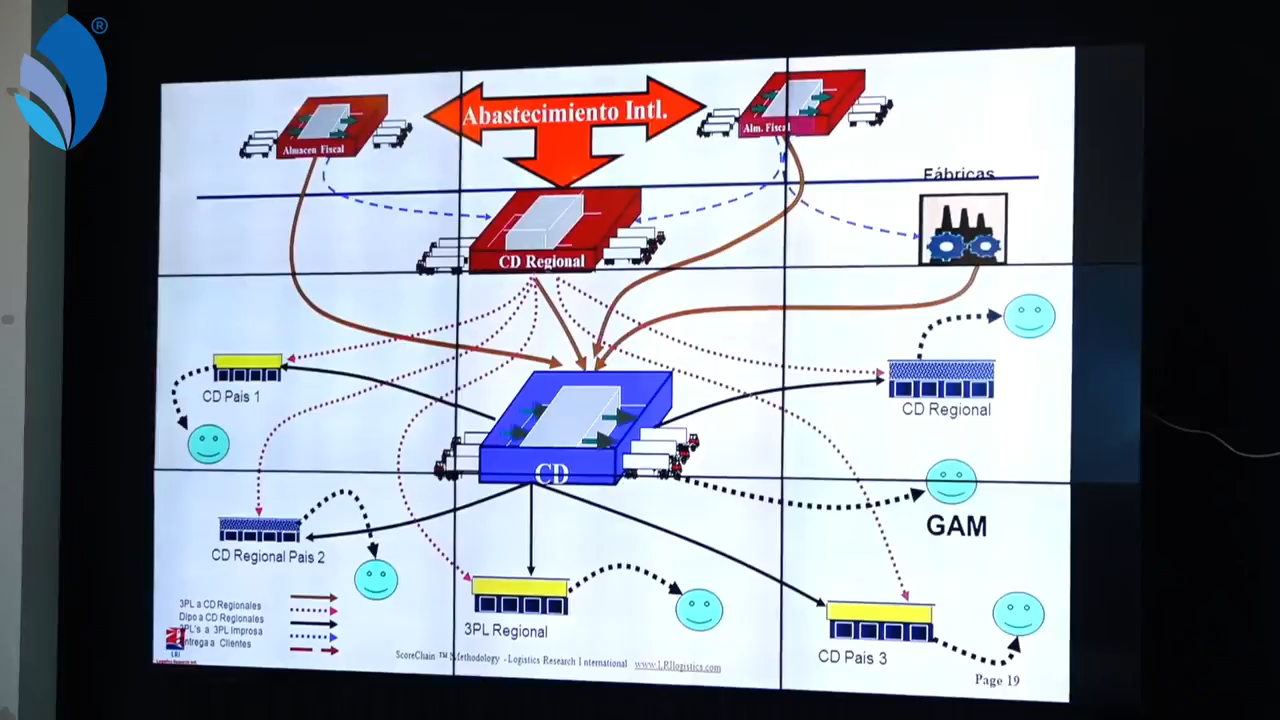 ®
Abastecimiento Intl.
Almacen Fiscal
Alm. Fiscal
Fábricas
CD Regional
CD Pais 1
CD Regional
CD
GAM
CD Regional Pais 2
3PL Regional
CD Pais 3
3PL a CD Regionales
Dipo a CD Regionales
3PL's a 3PL Improsa
Entrega a Clientes
LRI
ScoreChain ™ Methodology - Logistics Research International www.LRIlogistics.com
Page 19